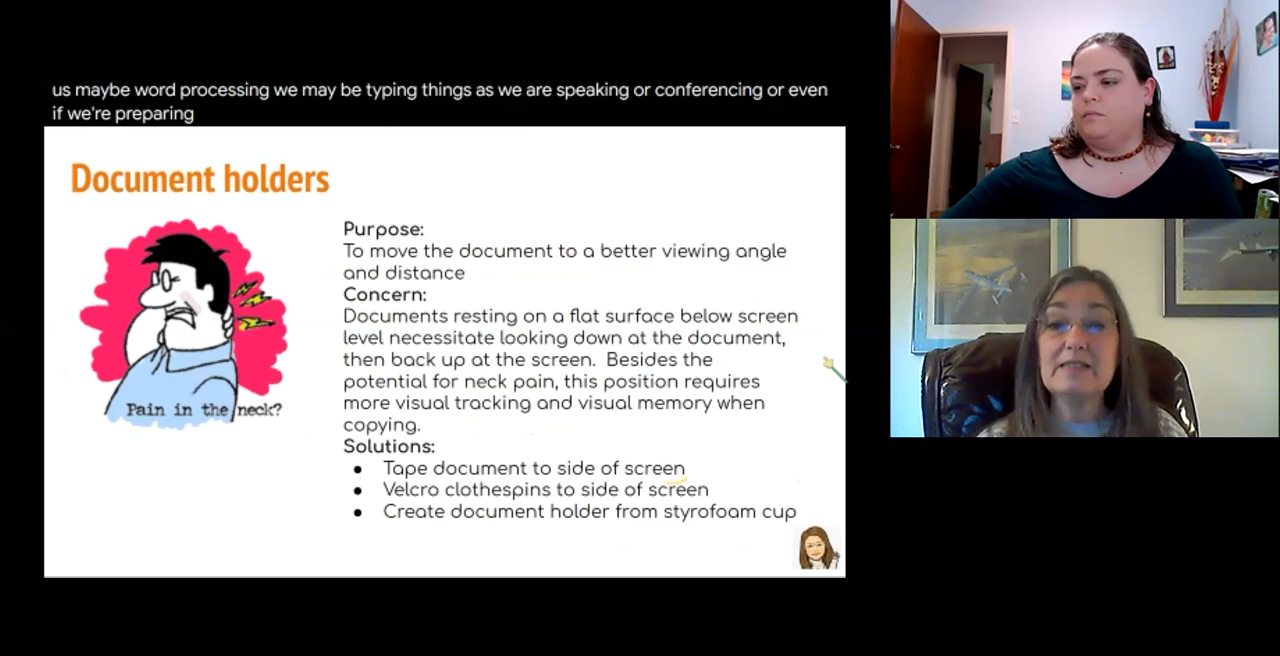 us maybe word processing we may be typing things as we are speaking or conferencing or even
if we're preparing
Document holders
Pain in the neck?
Purpose:
To move the document to a better viewing angle
and distance
Concern:
Documents resting on a flat surface below screen
level necessitate looking down at the document,
then back up at the screen. Besides the
potential for neck pain, this position requires
more visual tracking and visual memory when
copying.
Solutions:
● Tape document to side of screen
● Velcro clothespins to side of screen
● Create document holder from styrofoam cup